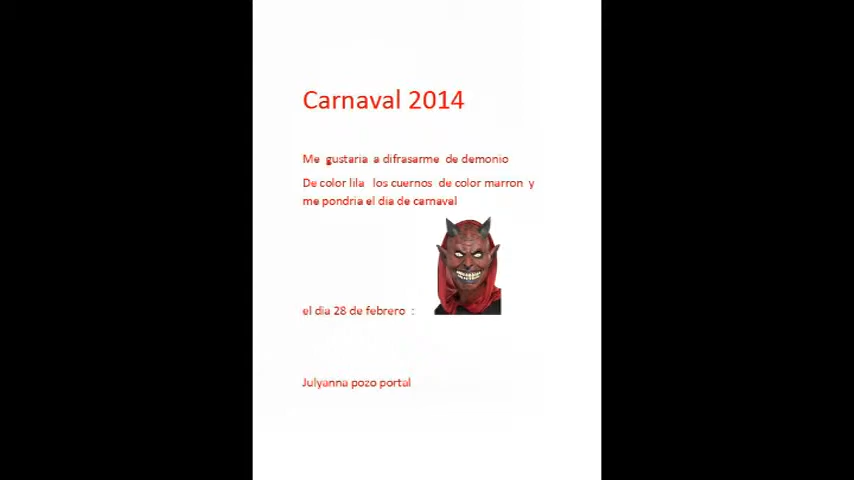 Carnaval 2014
Me gustaria a difrasarme de demonio
De color lila los cuernos de color marron y
me pondria el dia de carnaval
el dia 28 de febrero :
Julyanna pozo portal